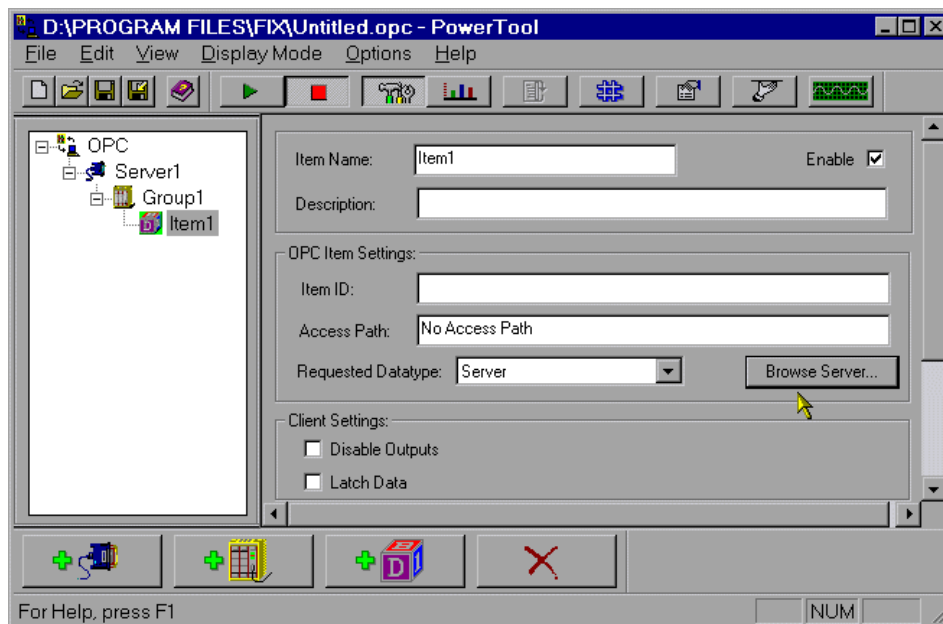 D:\PROGRAM FILES\FIX\Untitled.opc - PowerTool
File Edit View Display Mode Options Help
OPC
Server1
Group1
D Item1
Item Name: Item1 Enable
Description:
OPC Item Settings:
Item ID:
Access Path: No Access Path
Requested Datatype: Server Browse Server...
Client Settings:
Disable Outputs
Latch Data
D
For Help, press F1 NUM